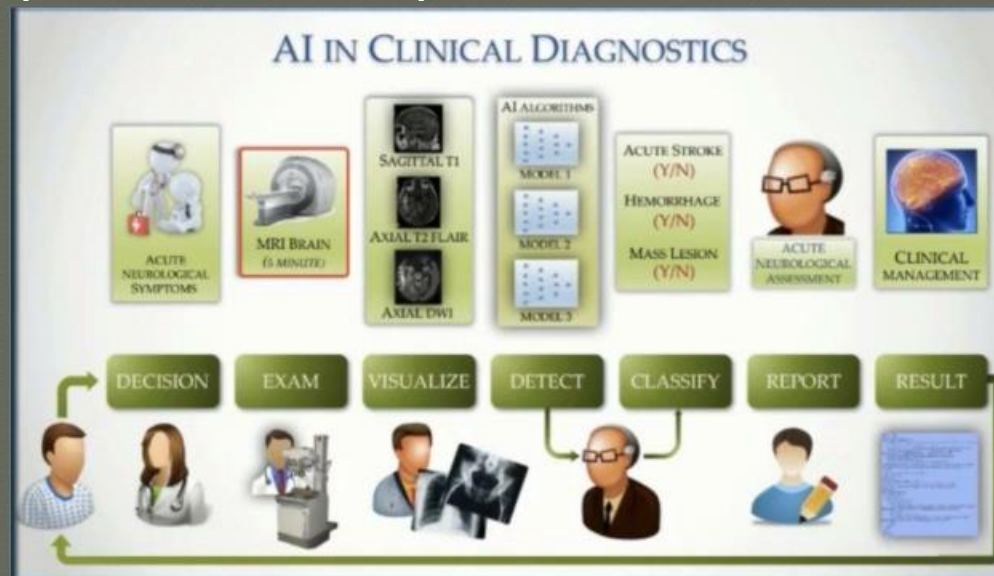 AI IN CLINICAL DIAGNOSTICS
ACUTE
NEUROLOGICAL
SYMPTOMS
MRI BRAIN
(5 MINUTE)
SAGITTAL T1
AXIAL T2 FLAIR
AXIAL DWI
AI ALGORITHMS
MODEL 1
MODEL 2
MODEL 3
ACUTE STROKE
(Y/N)
HEMORRHAGE
(Y/N)
MASS LESION
(Y/N)
ACUTE
NEUROLOGICAL
ASSESSMENT
CLINICAL
MANAGEMENT
DECISION
EXAM
VISUALIZE
DETECT
CLASSIFY
REPORT
RESULT